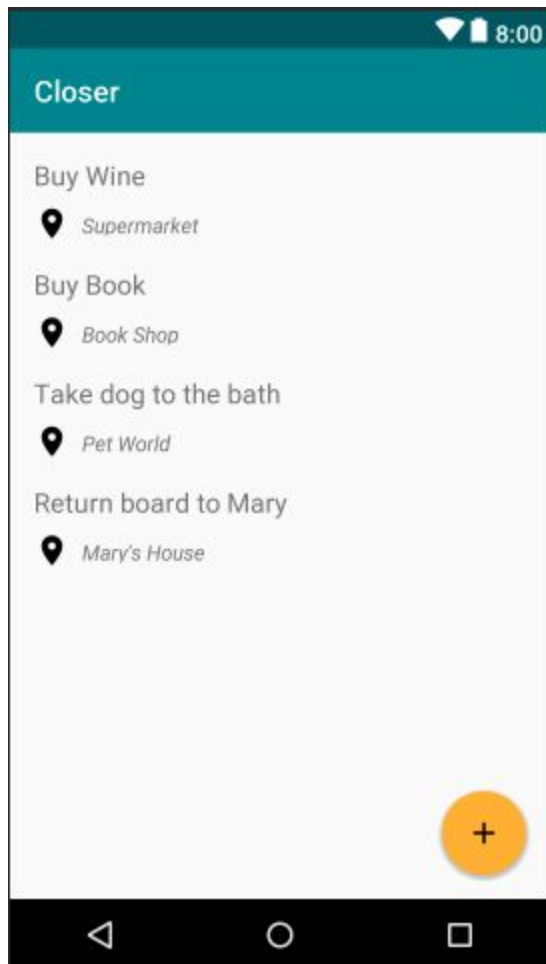 8:00
Closer
Buy Wine
Supermarket
Buy Book
Book Shop
Take dog to the bath
Pet World
Return board to Mary
Mary's House
+